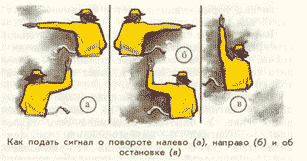 а
б
в
Как подать сигнал о повороте налево (а), направо (б) и об
остановке (в)